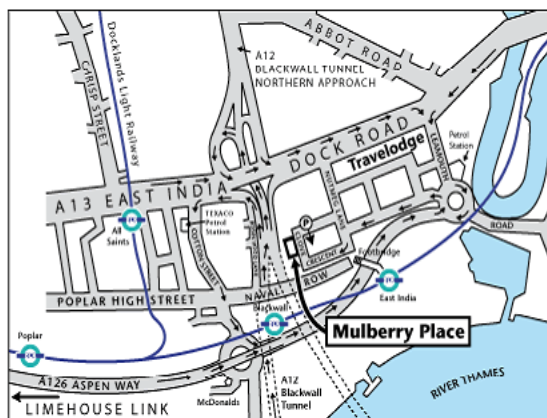 Docklands Light Railway
CHRISP STREET
A12
BLACKWALL TUNNEL
NORTHERN APPROACH
ABBOT ROAD
A13 EAST INDIA DOCK ROAD
Travelodge
Petrol
Station
LEAMOUTH
ROAD
NUTMEG LANE
P
CLOVE
CRESCENT
Footbridge
TEXACO
Petrol
Station
COTTON STREET
All
Saints
POPLAR HIGH STREET
NAVAL ROW
Blackwall
East India
Mulberry Place
Poplar
A126 ASPEN WAY
LIMEHOUSE LINK
McDonalds
A12
Blackwall
Tunnel
RIVER THAMES